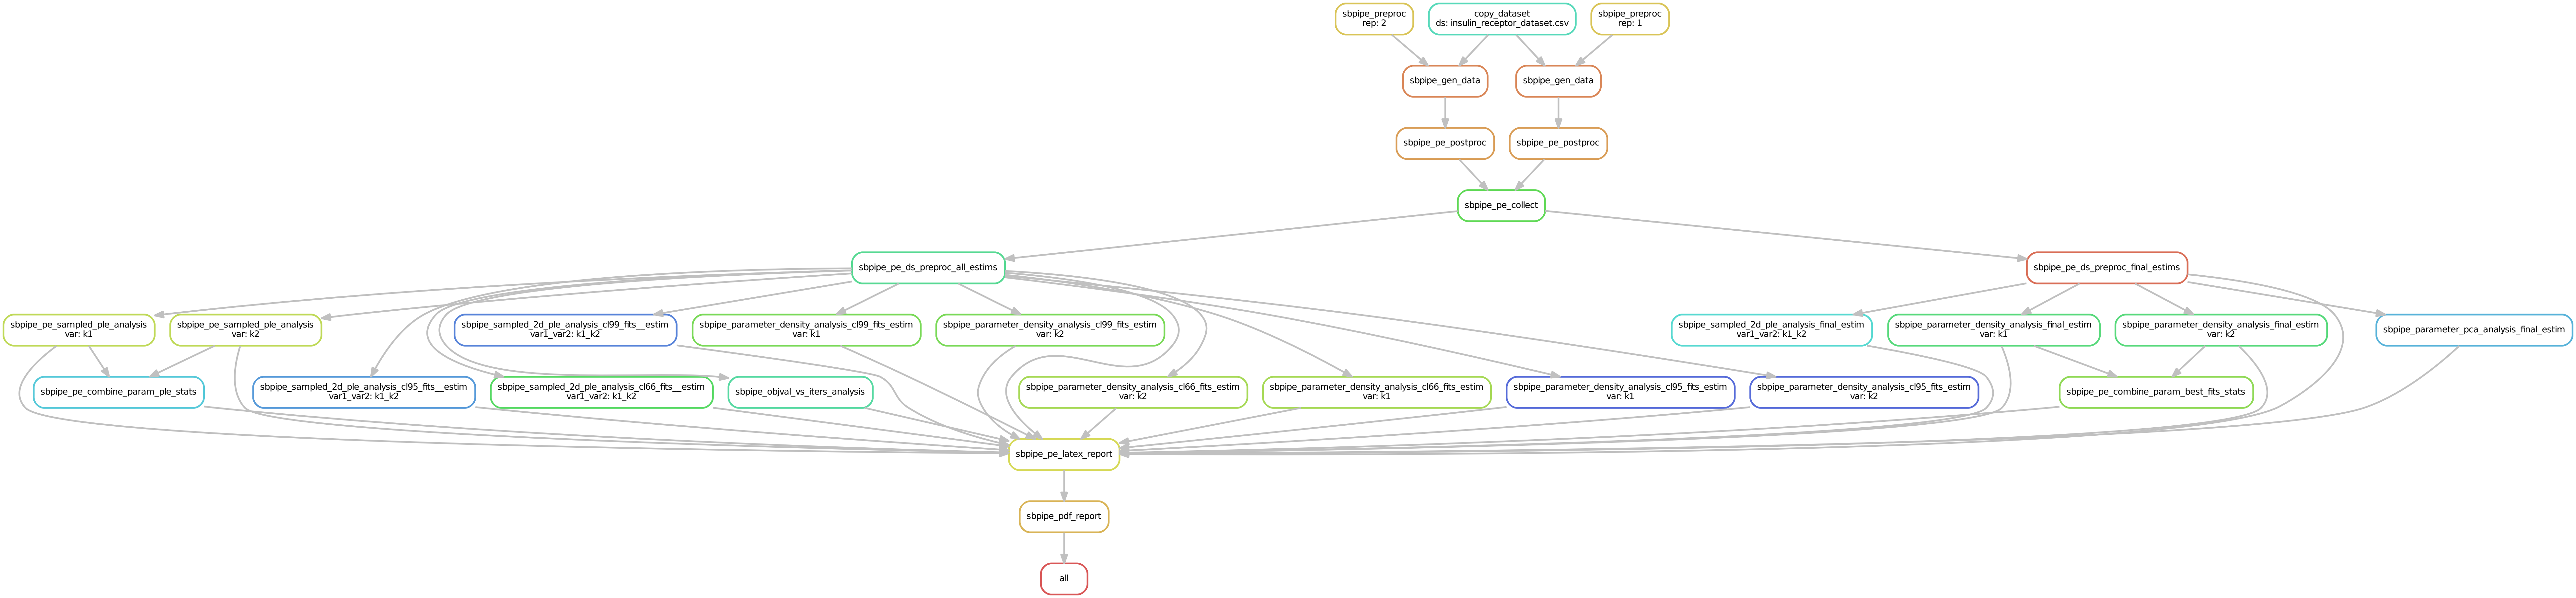 sbpipe_preproc
rep: 2
copy_dataset
ds: insulin_receptor_dataset.csv
sbpipe_preproc
rep: 1
sbpipe_gen_data
sbpipe_gen_data
sbpipe_pe_postproc
sbpipe_pe_postproc
sbpipe_pe_collect
sbpipe_pe_ds_preproc_all_estims
sbpipe_pe_ds_preproc_final_estims
sbpipe_pe_sampled_ple_analysis
var: k1
sbpipe_pe_sampled_ple_analysis
var: k2
sbpipe_sampled_2d_ple_analysis_cl99_fits__estim
var1_var2: k1_k2
sbpipe_parameter_density_analysis_cl99_fits_estim
var: k1
sbpipe_parameter_density_analysis_cl99_fits_estim
var: k2
sbpipe_sampled_2d_ple_analysis_final_estim
var1_var2: k1_k2
sbpipe_parameter_density_analysis_final_estim
var: k1
sbpipe_parameter_density_analysis_final_estim
var: k2
sbpipe_parameter_pca_analysis_final_estim
sbpipe_pe_combine_param_ple_stats
sbpipe_sampled_2d_ple_analysis_cl95_fits__estim
var1_var2: k1_k2
sbpipe_sampled_2d_ple_analysis_cl66_fits__estim
var1_var2: k1_k2
sbpipe_objval_vs_iters_analysis
sbpipe_parameter_density_analysis_cl66_fits_estim
var: k2
sbpipe_parameter_density_analysis_cl66_fits_estim
var: k1
sbpipe_parameter_density_analysis_cl95_fits_estim
var: k1
sbpipe_parameter_density_analysis_cl95_fits_estim
var: k2
sbpipe_pe_combine_param_best_fits_stats
sbpipe_pe_latex_report
sbpipe_pdf_report
all